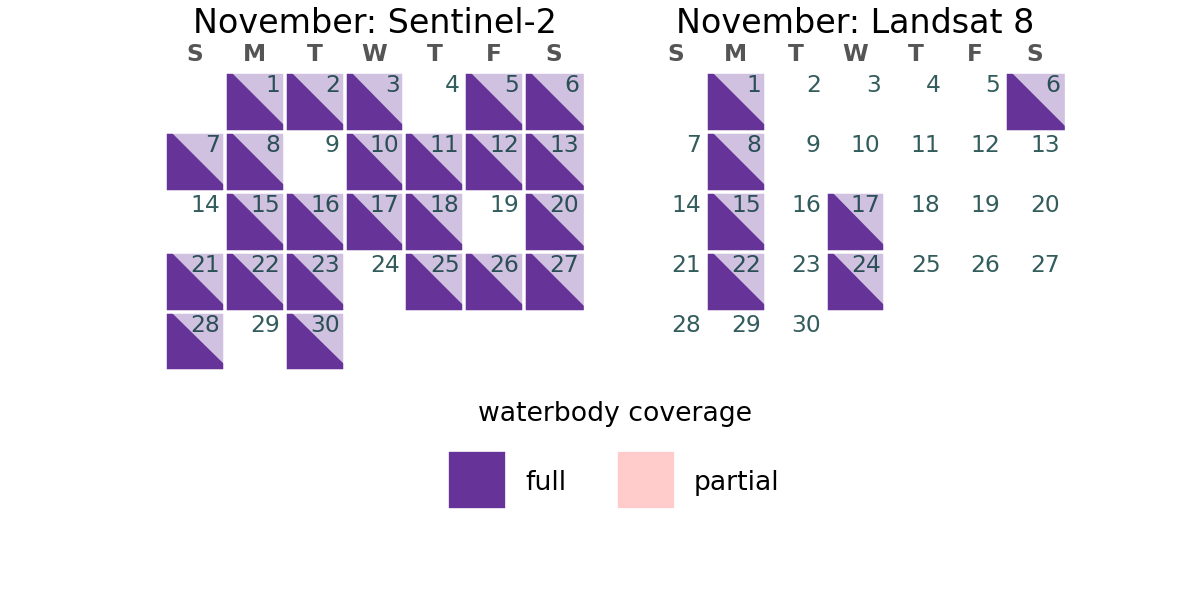 November: Sentinel-2
S M T W T F S
1 2 3 4 5 6
7 8 9 10 11 12 13
14 15 16 17 18 19 20
21 22 23 24 25 26 27
28 29 30
November: Landsat 8
S M T W T F S
1 2 3 4 5 6
7 8 9 10 11 12 13
14 15 16 17 18 19 20
21 22 23 24 25 26 27
28 29 30
waterbody coverage
full partial